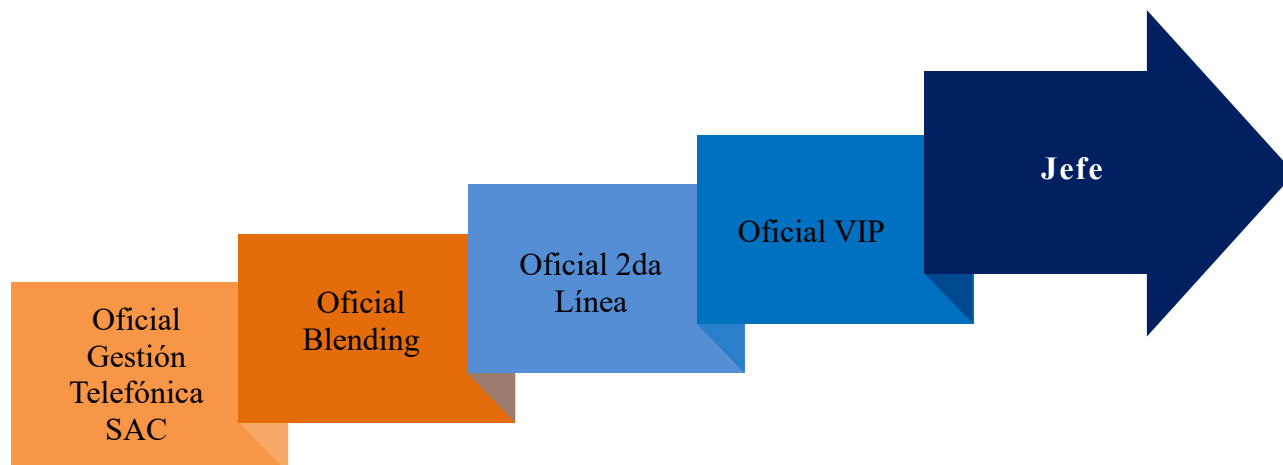 Oficial
Gestión
Telefónica
SAC
Oficial
Blending
Oficial 2da
Línea
Oficial VIP
Jefe